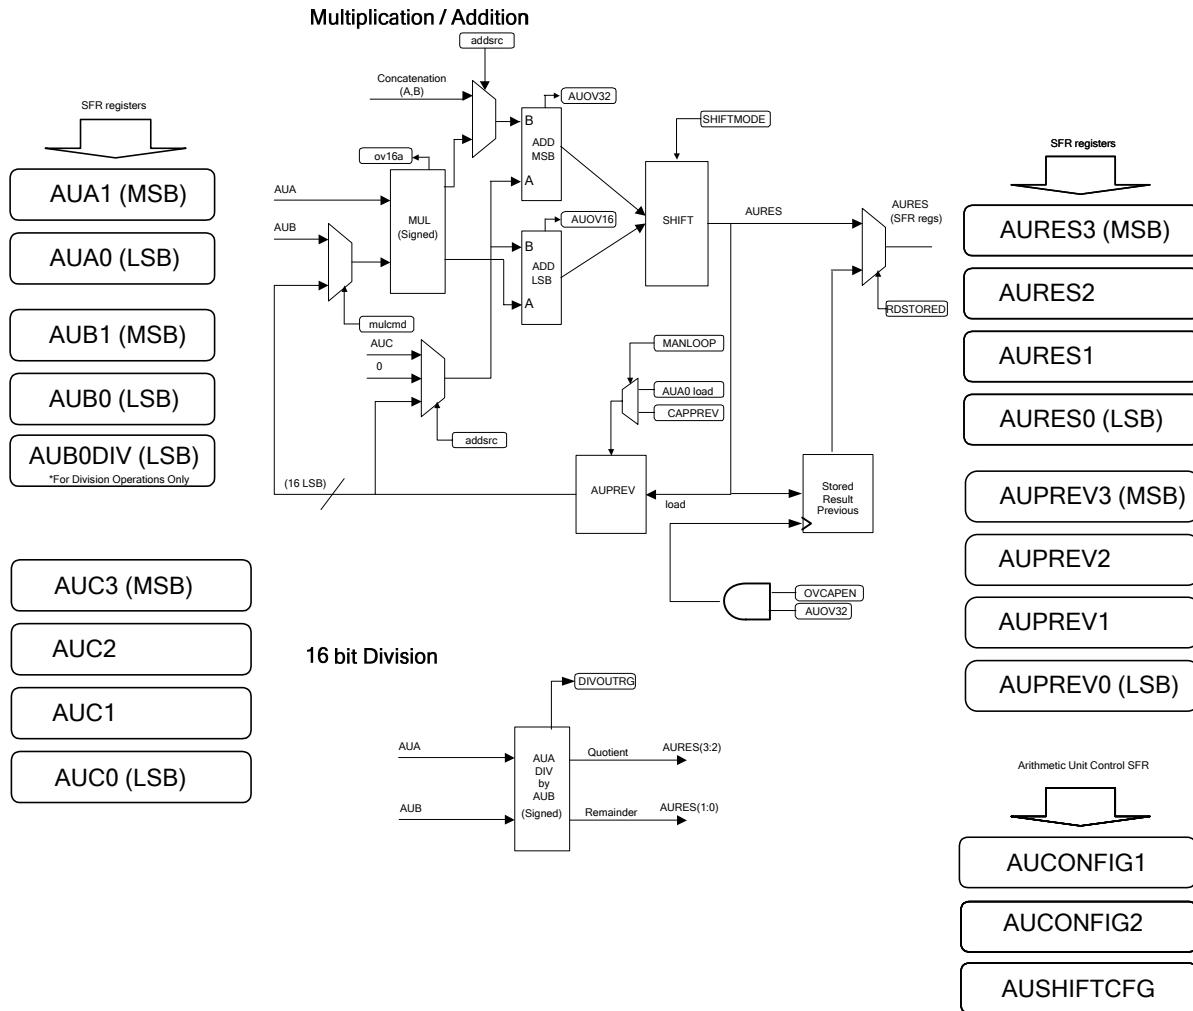 Multiplication / Addition
addsrc
Concatenation
(A,B)
AUOV32
B
ADD
MSB
A
SHIFTMODE
ov16a
AUA
MUL
(Signed)
AUB
AUOV16
B
ADD
LSB
A
SHIFT
AURES
AURES
(SFR regs)
RDSTORED
mulcmd
AUC
0
addsrc
MANLOOP
AUA0 load
CAPPREV
(16 LSB)
AUPREV
load
Stored
Result
Previous
OVCAPEN
AUOV32
16 bit Division
DIVOUTRG
AUA
AUB
AUA
DIV
by
AUB
(Signed)
Quotient
AURES(3:2)
Remainder
AURES(1:0)
SFR registers
AUA1 (MSB)
AUA0 (LSB)
AUB1 (MSB)
AUB0 (LSB)
AUB0DIV (LSB)
*For Division Operations Only
AUC3 (MSB)
AUC2
AUC1
AUC0 (LSB)
SFR registers
AURES3 (MSB)
AURES2
AURES1
AURES0 (LSB)
AUPREV3 (MSB)
AUPREV2
AUPREV1
AUPREV0 (LSB)
Arithmetic Unit Control SFR
AUCONFIG1
AUCONFIG2
AUSHIFTCFG